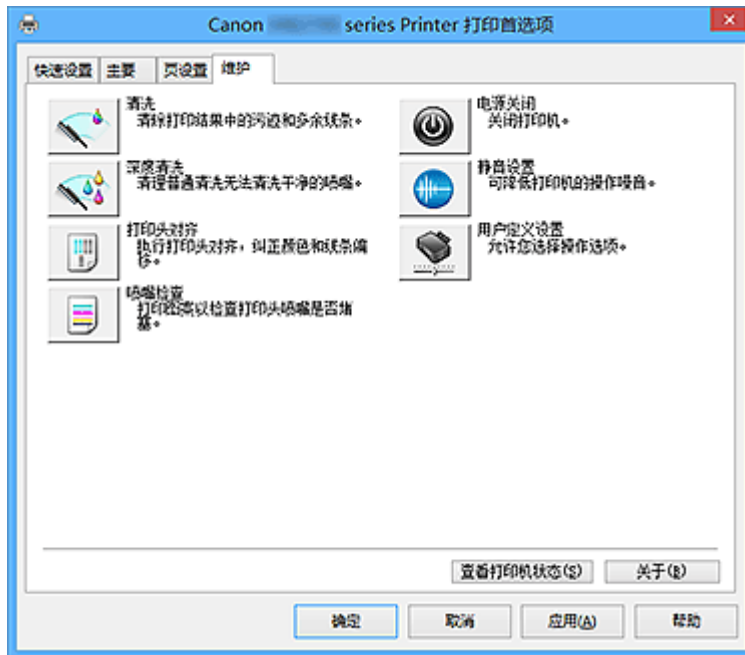 Canon series Printer 打印首选项
快速设置 主要 页设置 维护
清洗
清除打印结果中的污迹和多余线条。
深度清洗
清理普通清洗无法清洗干净的喷嘴。
打印头对齐
执行打印头对齐，纠正颜色和线条偏
移。
喷嘴检查
打印图案以检查打印头喷嘴是否堵
塞。
电源关闭
关闭打印机。
静音设置
可降低打印机的操作噪音。
用户定义设置
允许您选择操作选项。
查看打印机状态(S) 关于(B)
确定 取消 应用(A) 帮助